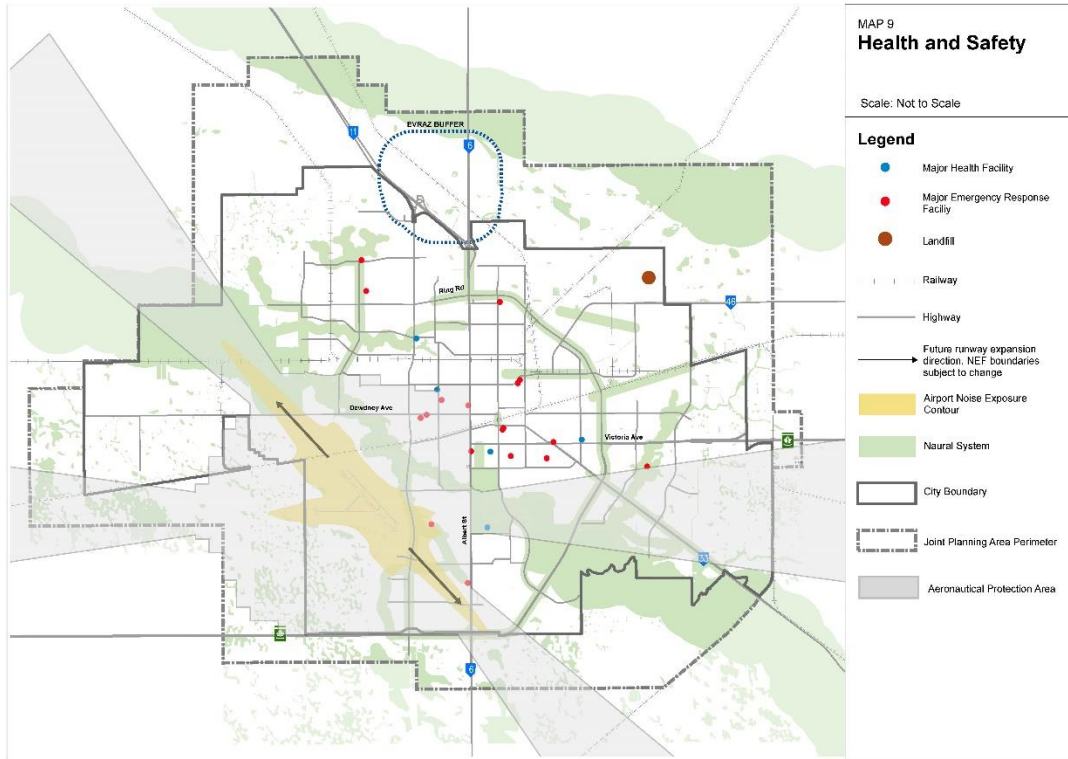 MAP 9
Health and Safety
Scale: Not to Scale
Legend
Major Health Facility
Major Emergency Response
Faciliy
Landfill
Railway
Highway
Future runway expansion
direction. NEF boundaries
subject to change
Airport Noise Exposure
Contour
Naural System
City Boundary
Joint Planning Area Perimeter
Aeronautical Protection Area
EVRAZ BUFFER
11
6
Ring Rd
46
Dewdney Ave
Victoria Ave
1
Albert St
33
6